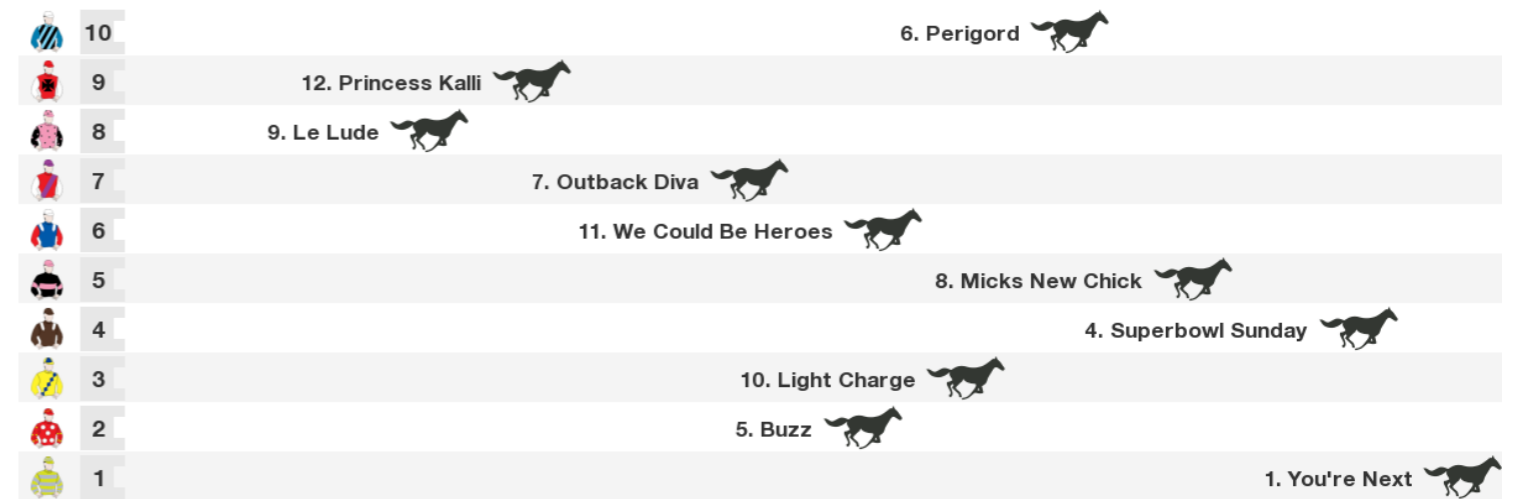 10 6. Perigord
9 12. Princess Kalli
8 9. Le Lude
7 7. Outback Diva
6 11. We Could Be Heroes
5 8. Micks New Chick
4 4. Superbowl Sunday
3 10. Light Charge
2 5. Buzz
1 1. You're Next